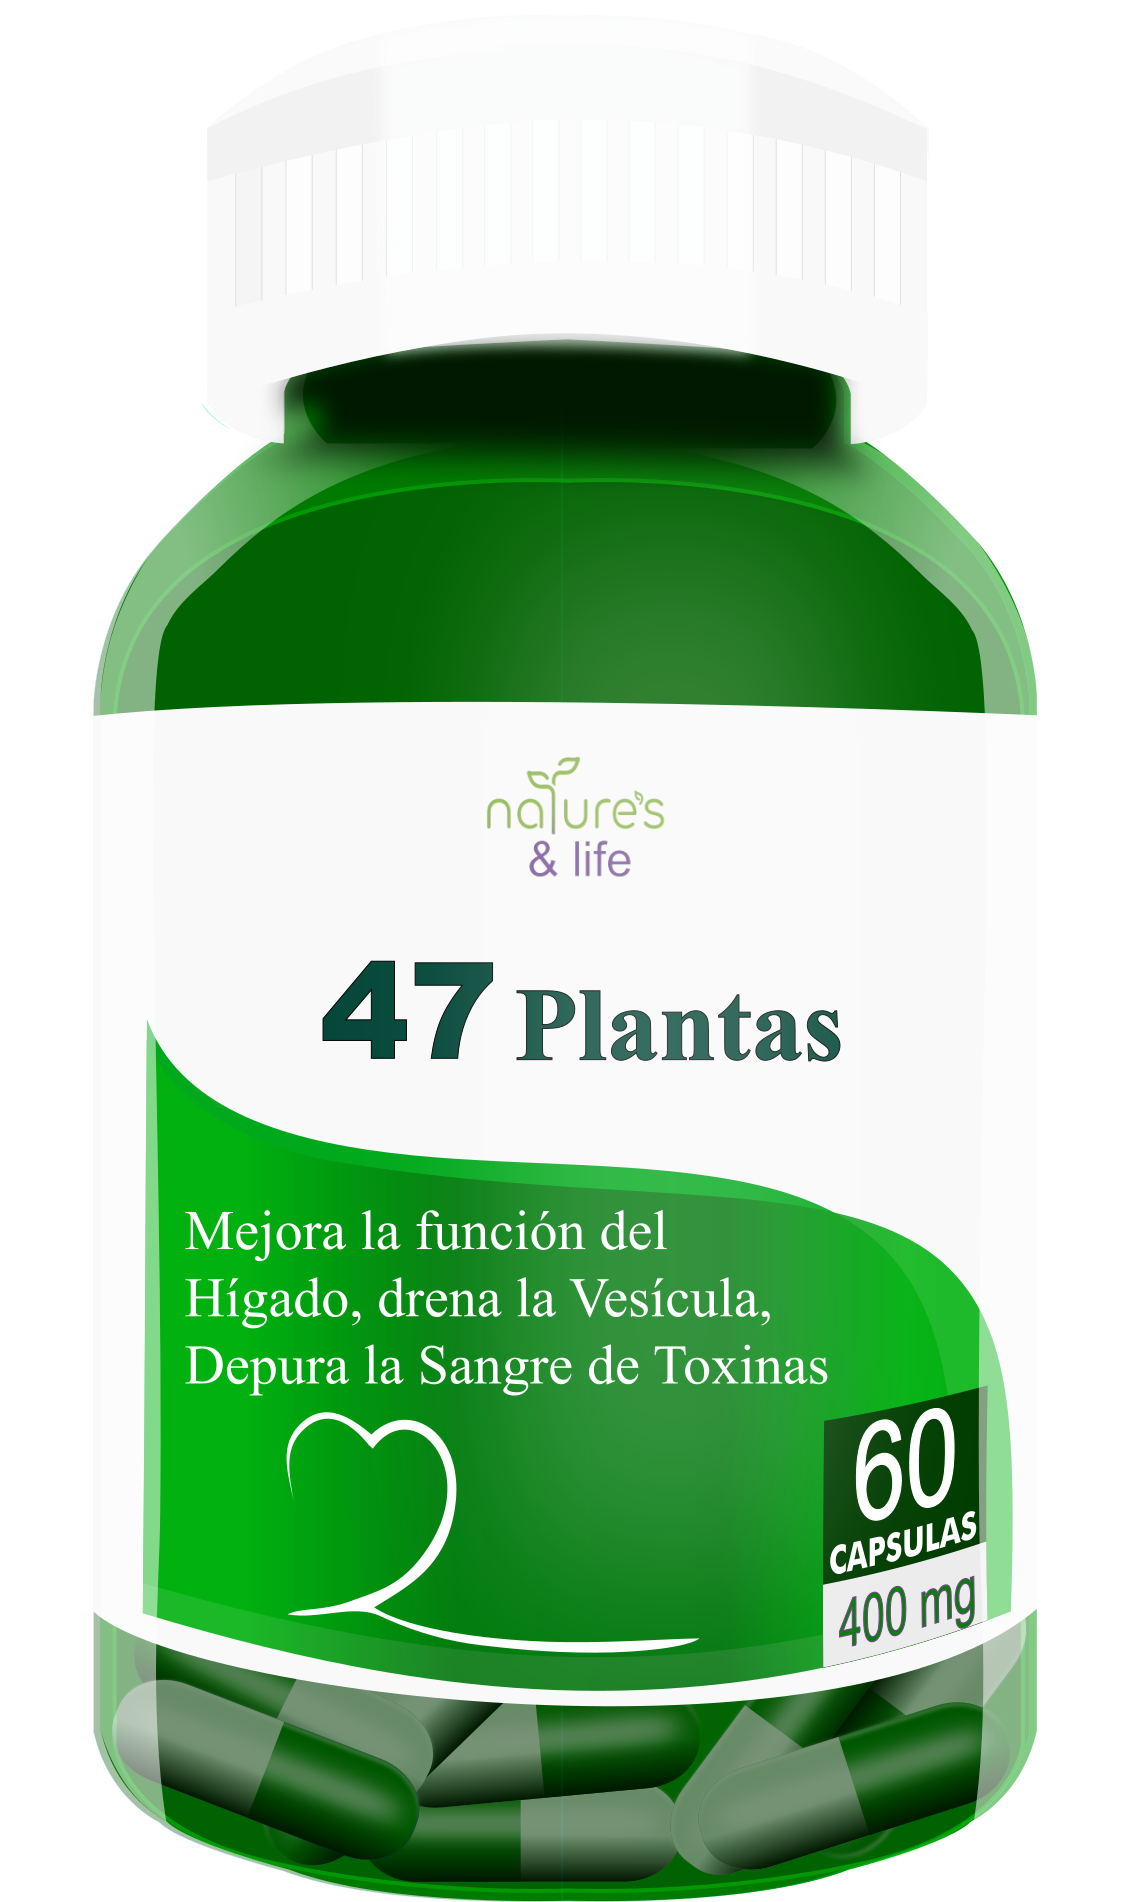 nature's
& life
47 Plantas
Mejora la función del
Hígado, drena la Vesícula,
Depura la Sangre de Toxinas
60
CAPSULAS
400 mg